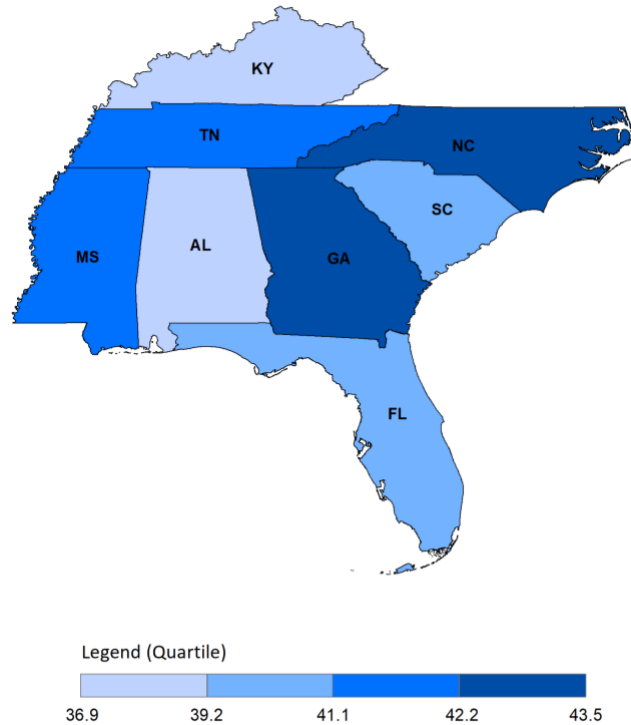 KY
TN
NC
SC
MS
AL
GA
FL
Legend (Quartile)
36.9 39.2 41.1 42.2 43.5